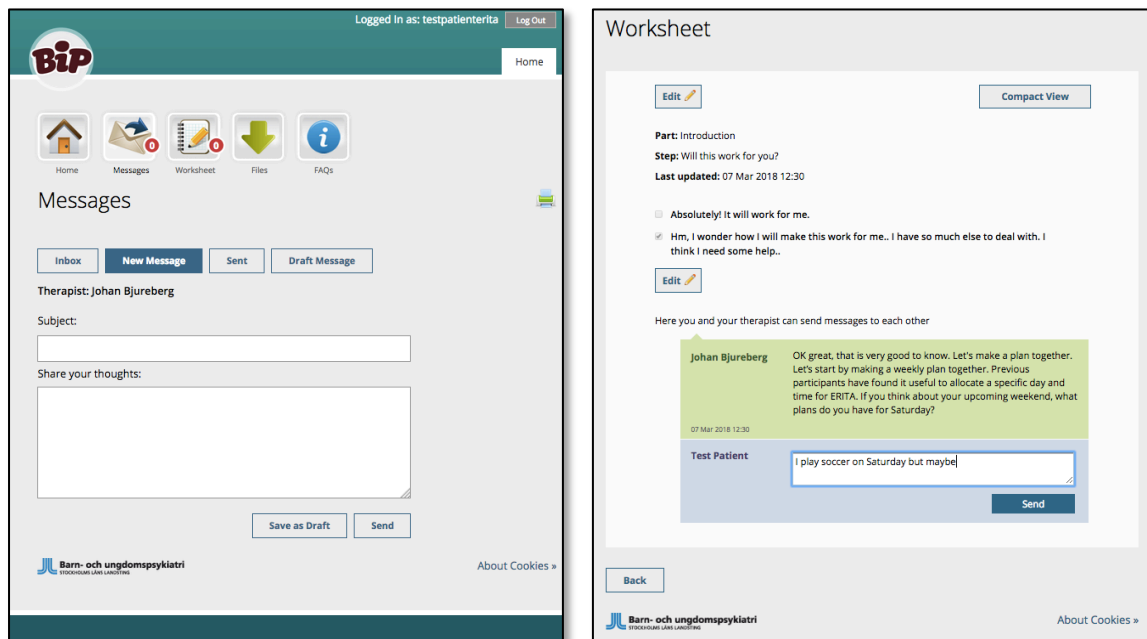 Logged in as: testpatienterita Log Out
BiP
Home
0 0
Home Messages Worksheet Files FAQs
Messages
Inbox New Message Sent Draft Message
Therapist: Johan Bjureberg
Subject:
Share your thoughts:
Save as Draft Send
Barn- och ungdomspsykiatri
STOCKHOLMS LÄNS LANDSTING
About Cookies »
Worksheet
Edit Compact View
Part: Introduction
Step: Will this work for you?
Last updated: 07 Mar 2018 12:30
Absolutely! It will work for me.
Hm, I wonder how I will make this work for me.. I have so much else to deal with. I
think I need some help..
Edit
Here you and your therapist can send messages to each other
Johan Bjureberg
OK great, that is very good to know. Let's make a plan together.
Let's start by making a weekly plan together. Previous
participants have found it useful to allocate a specific day and
time for ERITA. If you think about your upcoming weekend, what
plans do you have for Saturday?
07 Mar 2018 12:30
Test Patient
I play soccer on Saturday but maybe
Send
Back
Barn- och ungdomspsykiatri
STOCKHOLMS LÄNS LANDSTING
About Cookies »